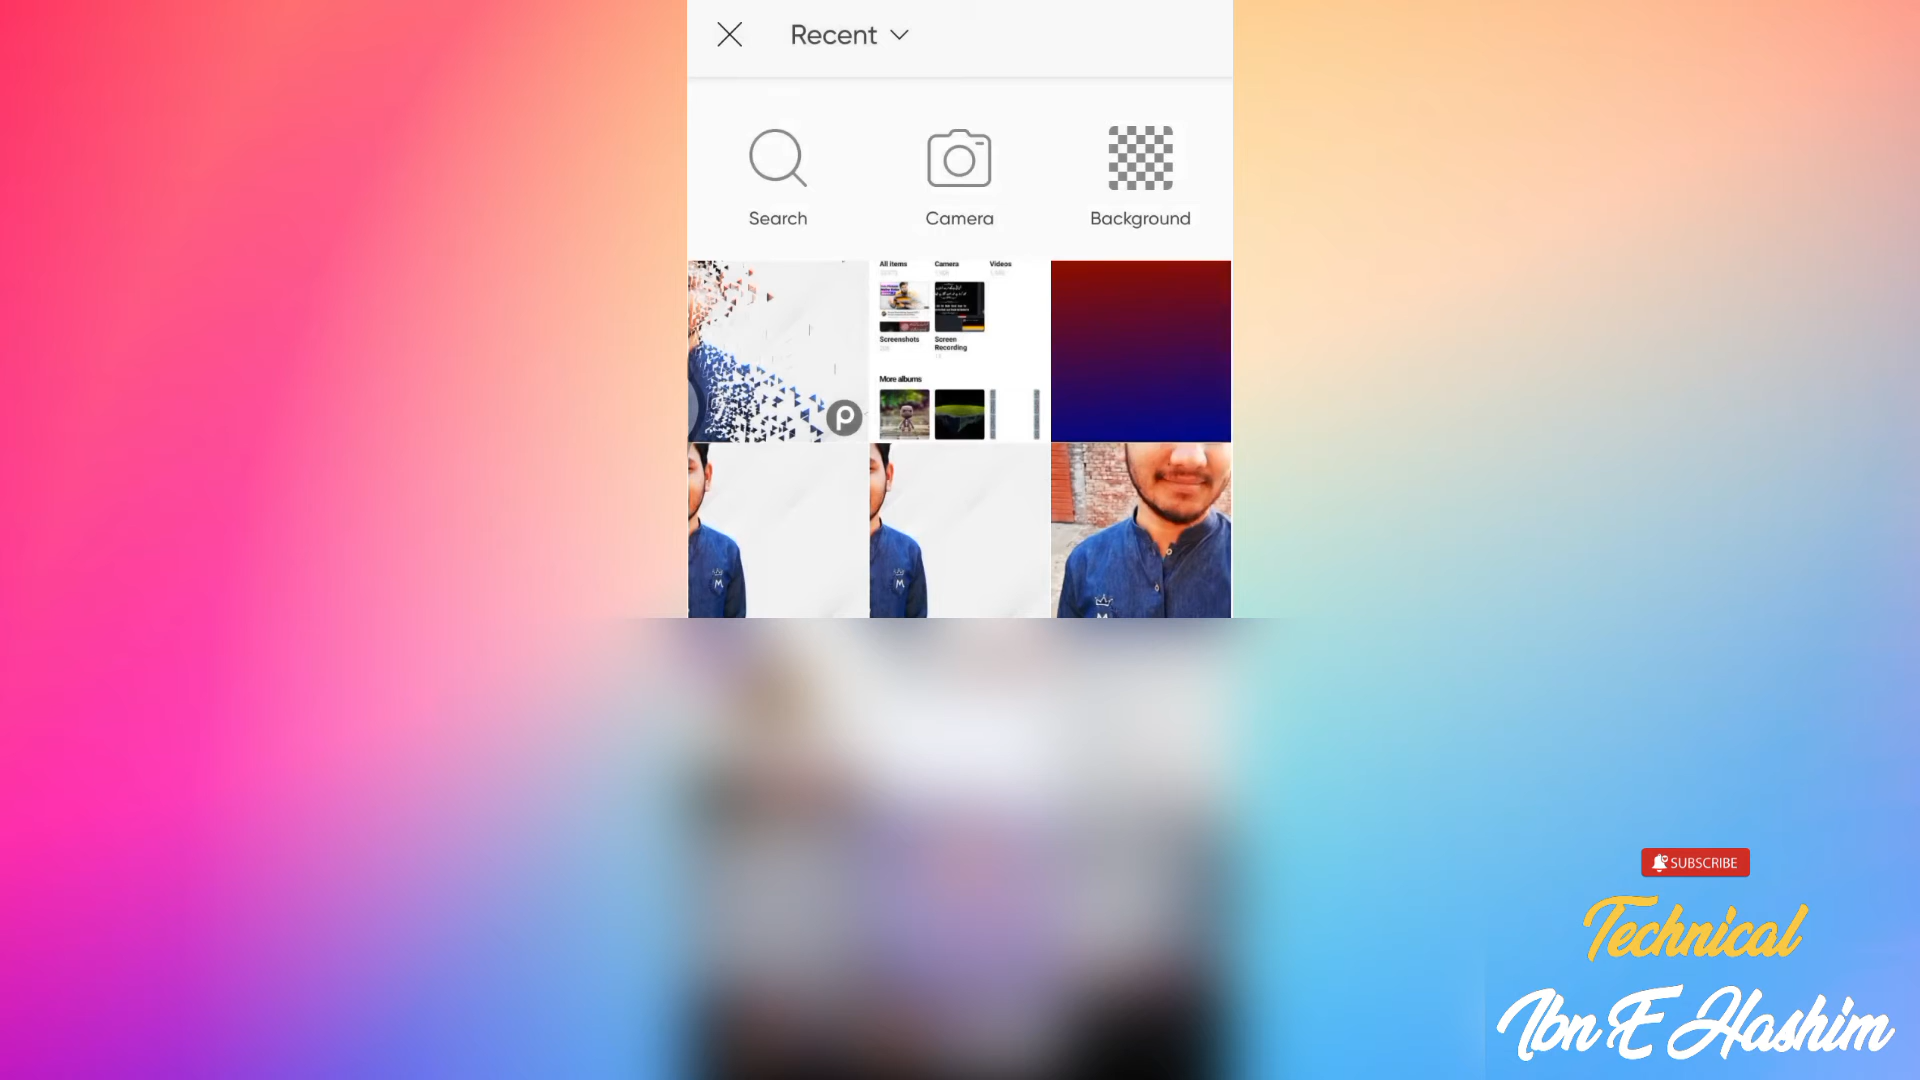 Recent
Search
Camera
Background
All items
Camera
Videos
Screenshots
Screen
Recording
More albums
M
M
M
SUBSCRIBE
Technical
Ibn E Hashim